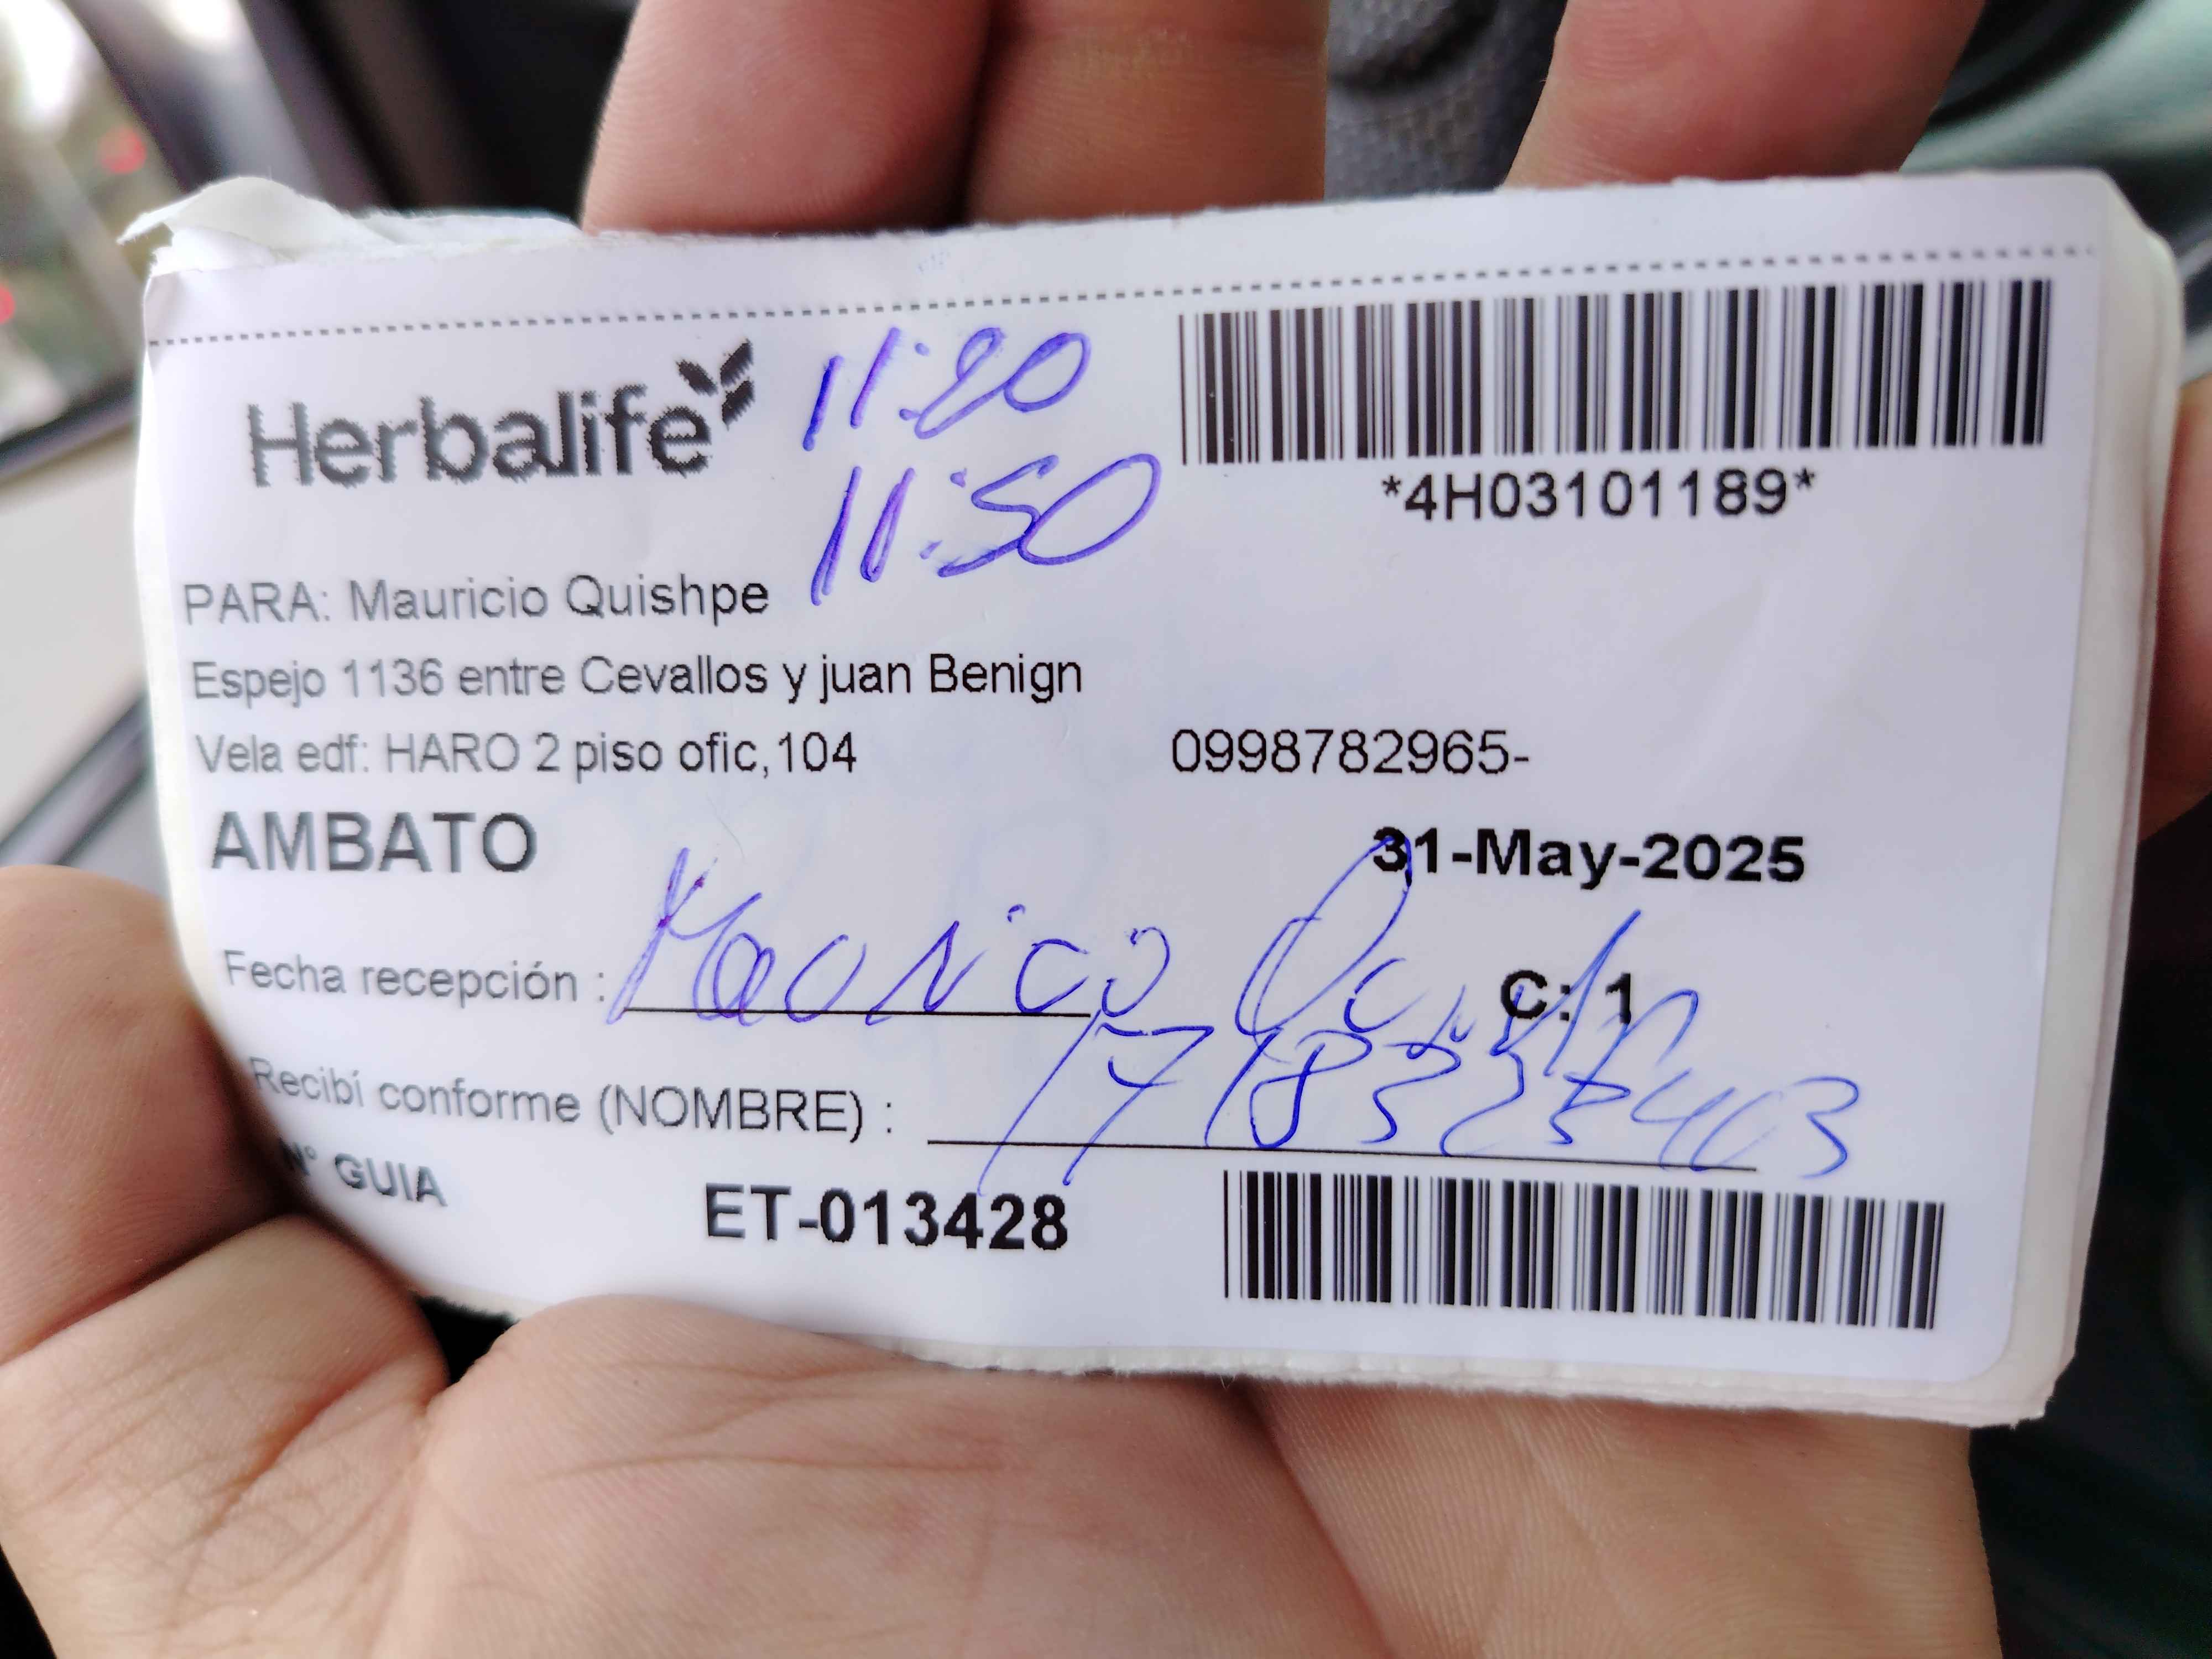 Herbalife
11:20
11:50
*4H03101189*
PARA: Mauricio Quishpe
Espejo 1136 entre Cevallos y juan Benign
Vela edf: HARO 2 piso ofic,104 0998782965-
AMBATO 31-May-2025
Fecha recepción : Mauricio
C: 1
Recibí conforme (NOMBRE) :
N° GUIA ET-013428